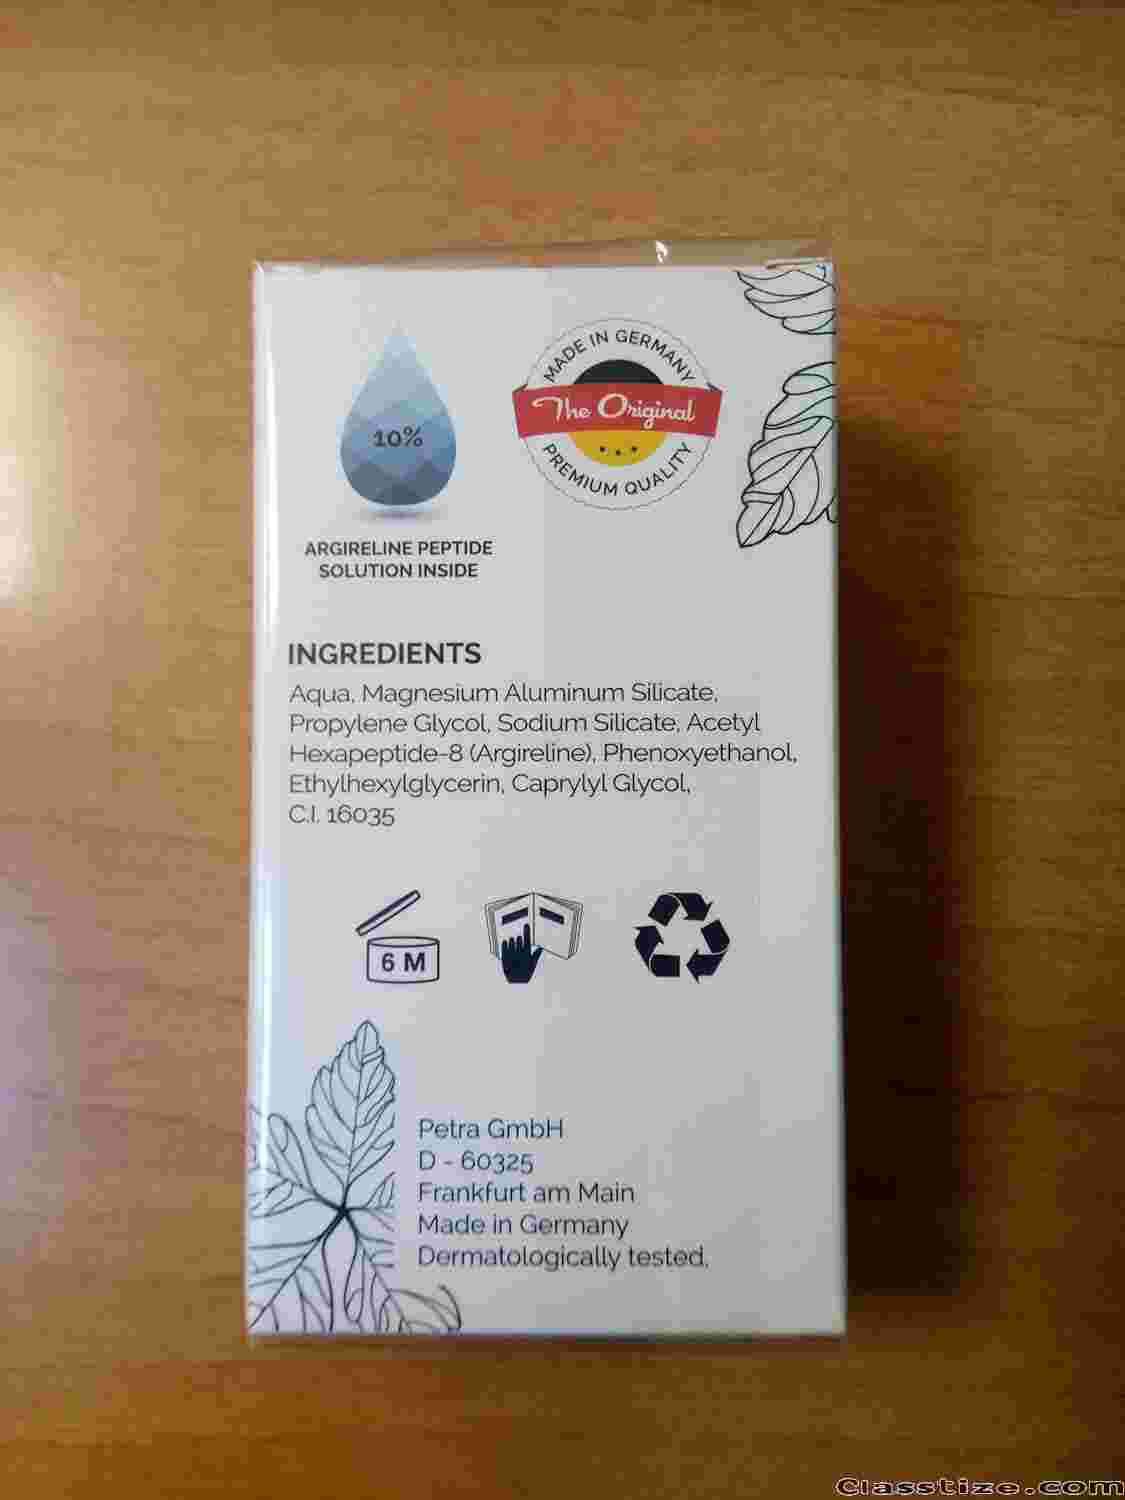 10%
ARGIRELINE PEPTIDE
SOLUTION INSIDE
MADE IN GERMANY
The Original
PREMIUM QUALITY
INGREDIENTS
Aqua, Magnesium Aluminum Silicate,
Propylene Glycol, Sodium Silicate, Acetyl
Hexapeptide-8 (Argireline), Phenoxyethanol,
Ethylhexylglycerin, Caprylyl Glycol,
C.I. 16035
6 M
Petra GmbH
D - 60325
Frankfurt am Main
Made in Germany
Dermatologically tested.
Classtize.com